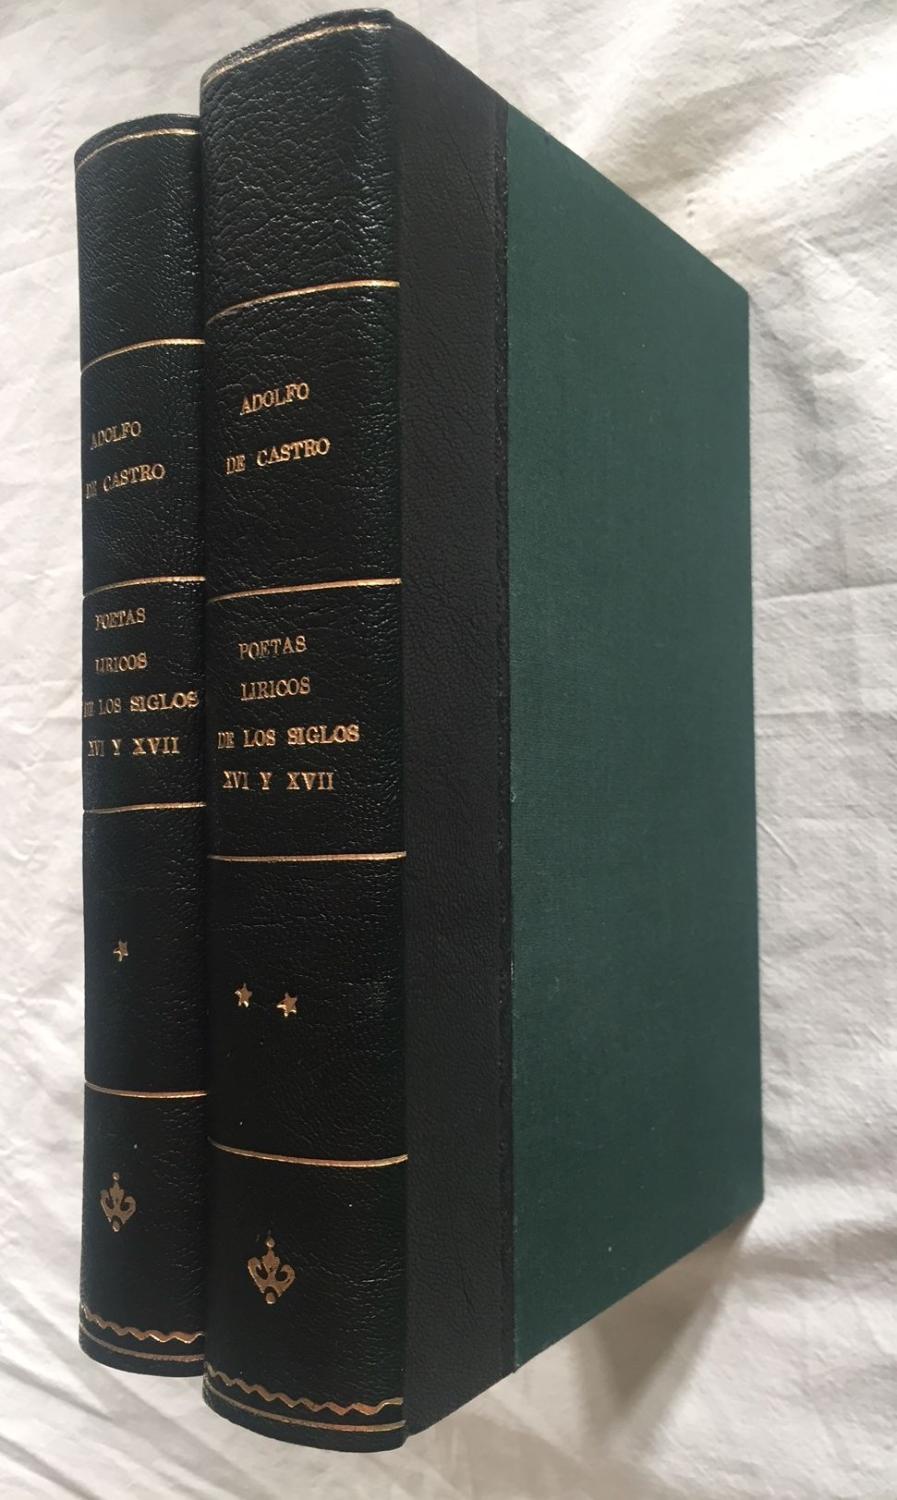 ADOLFO
DE CASTRO
POETAS
LIRICOS
DE LOS SIGLOS
XVI Y XVII
ADOLFO
DE CASTRO
POETAS
LIRICOS
DE LOS SIGLOS
XVI Y XVII